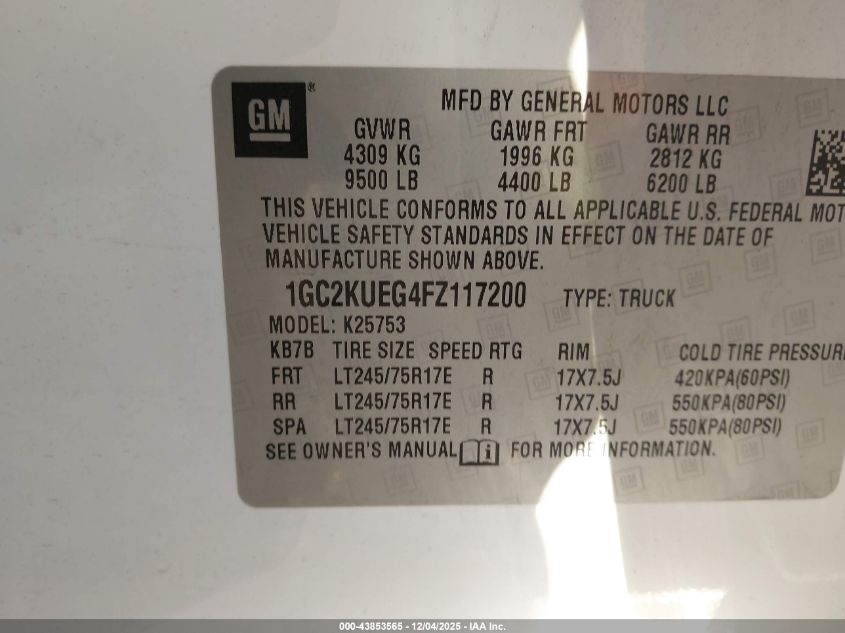 GM ®
MFD BY GENERAL MOTORS LLC
GVWR GAWR FRT GAWR RR
4309 KG 1996 KG 2812 KG
9500 LB 4400 LB 6200 LB
THIS VEHICLE CONFORMS TO ALL APPLICABLE U.S. FEDERAL MOT
VEHICLE SAFETY STANDARDS IN EFFECT ON THE DATE OF
MANUFACTURE SHOWN ABOVE.
1GC2KUEG4FZ117200 TYPE: TRUCK
MODEL: K25753
KB7B TIRE SIZE SPEED RTG RIM COLD TIRE PRESSURE
FRT LT245/75R17E R 17X7.5J 420KPA(60PSI)
RR LT245/75R17E R 17X7.5J 550KPA(80PSI)
SPA LT245/75R17E R 17X7.5J 550KPA(80PSI)
SEE OWNER'S MANUAL i FOR MORE INFORMATION.
000-43853565 - 12/04/2025 - IAA Inc.